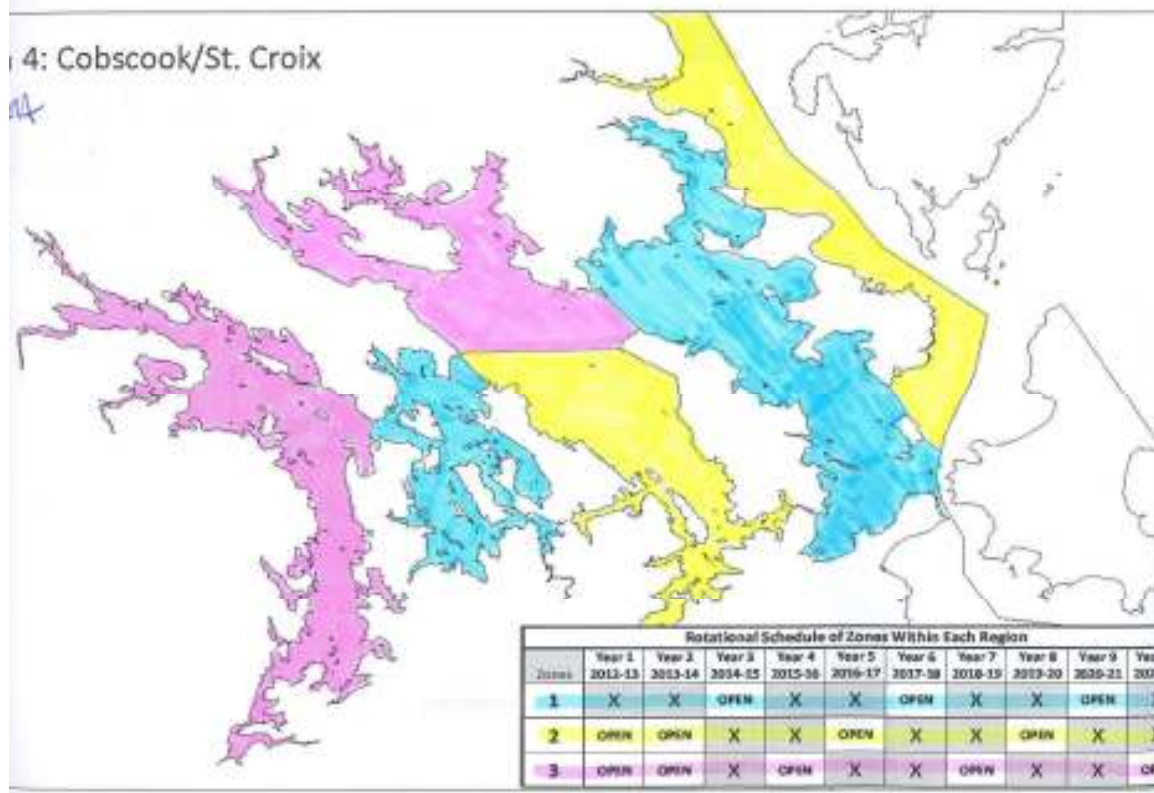 4: Cobscook/St. Croix
Rotational Schedule of Zones Within Each Region
Zones Year 1 2012-13 Year 2 2013-14 Year 3 2014-15 Year 4 2015-16 Year 5 2016-17 Year 6 2017-18 Year 7 2018-19 Year 8 2019-20 Year 9 2020-21
1 X X OPEN X X OPEN X X OPEN
2 OPEN OPEN X X OPEN X X OPEN X
3 OPEN OPEN X OPEN X X OPEN X X